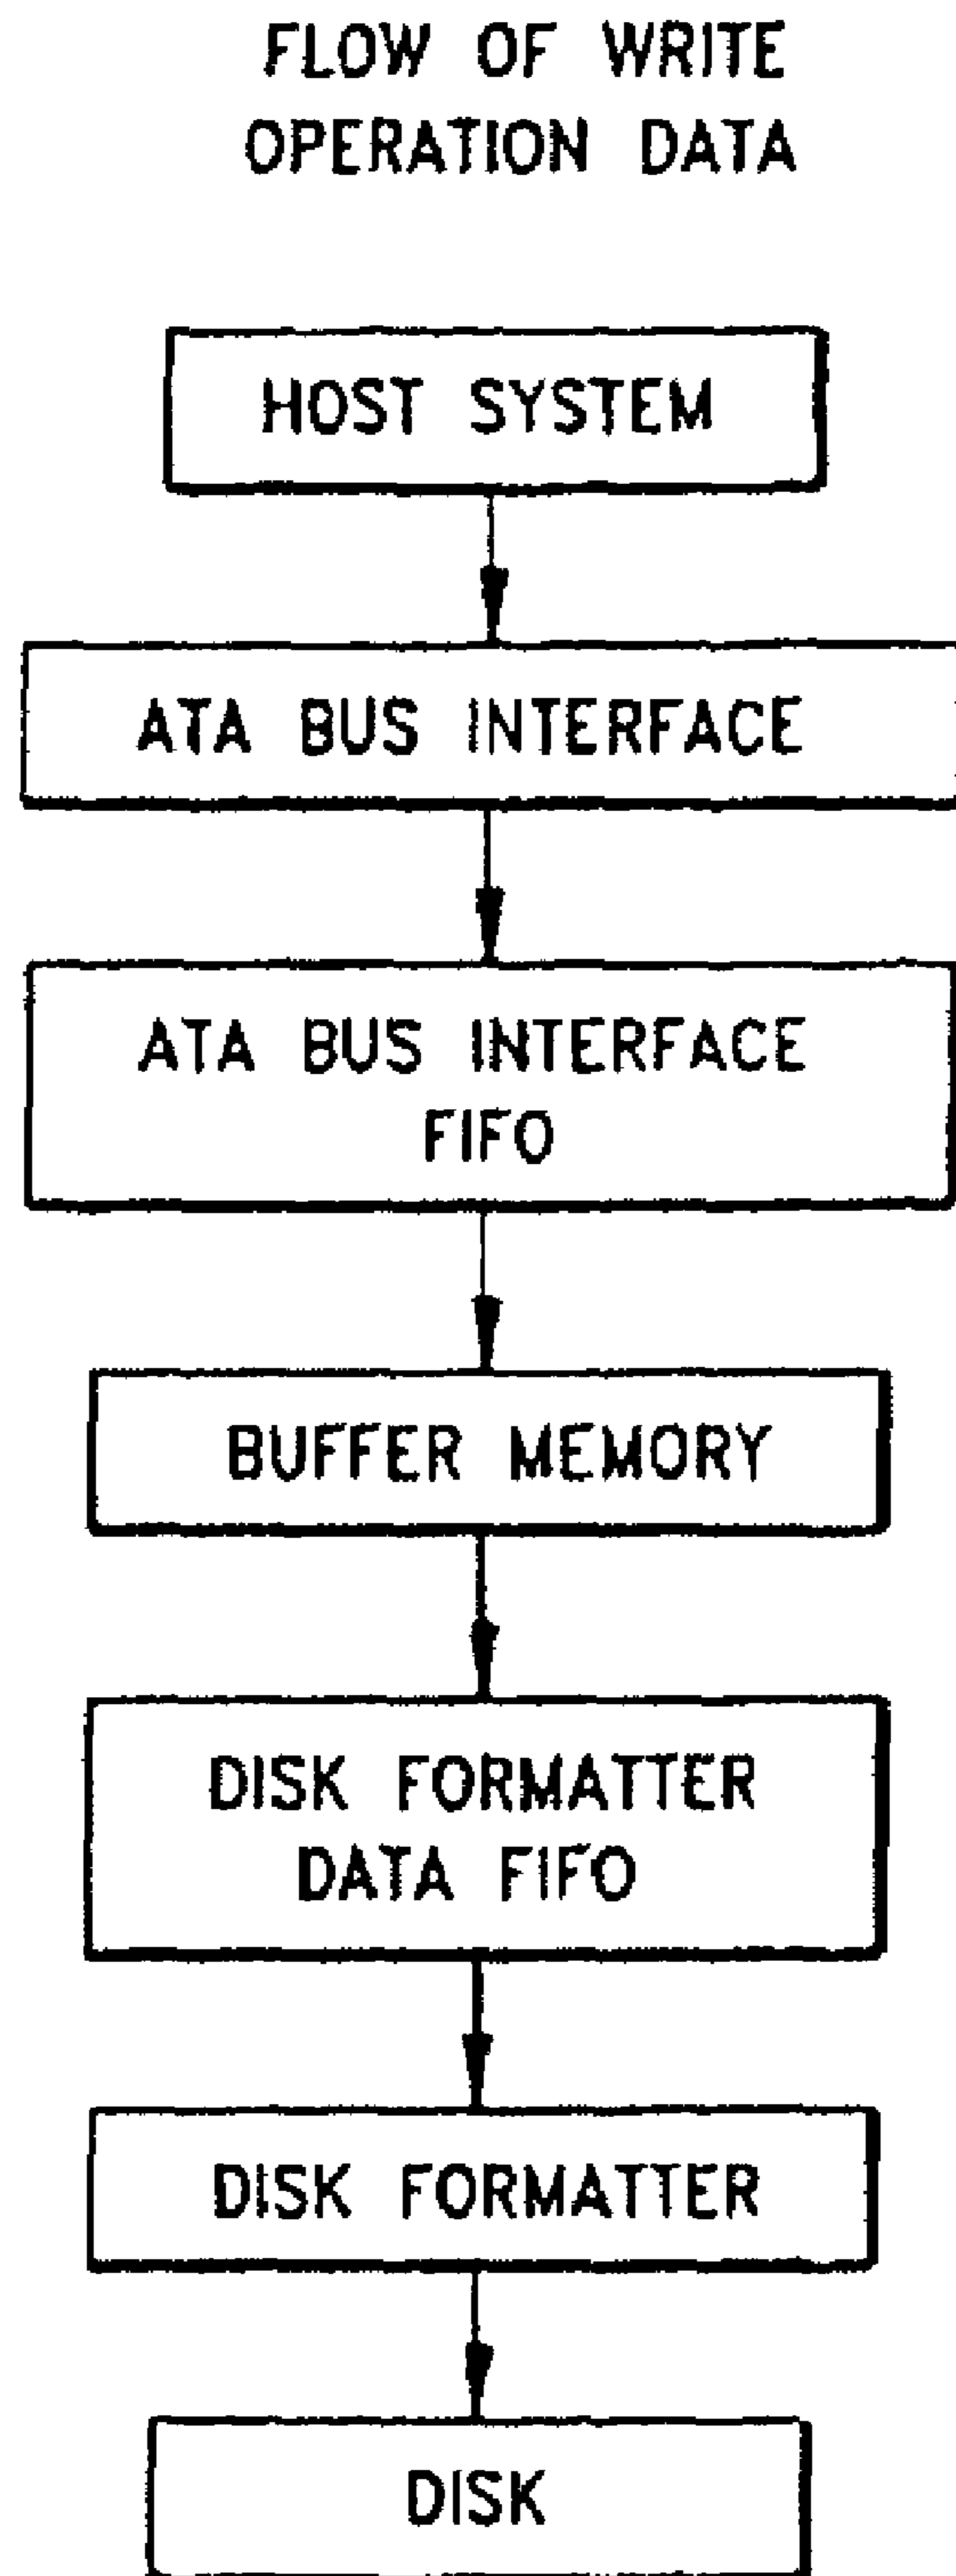 FLOW OF WRITE
OPERATION DATA
HOST SYSTEM
ATA BUS INTERFACE
ATA BUS INTERFACE
FIFO
BUFFER MEMORY
DISK FORMATTER
DATA FIFO
DISK FORMATTER
DISK